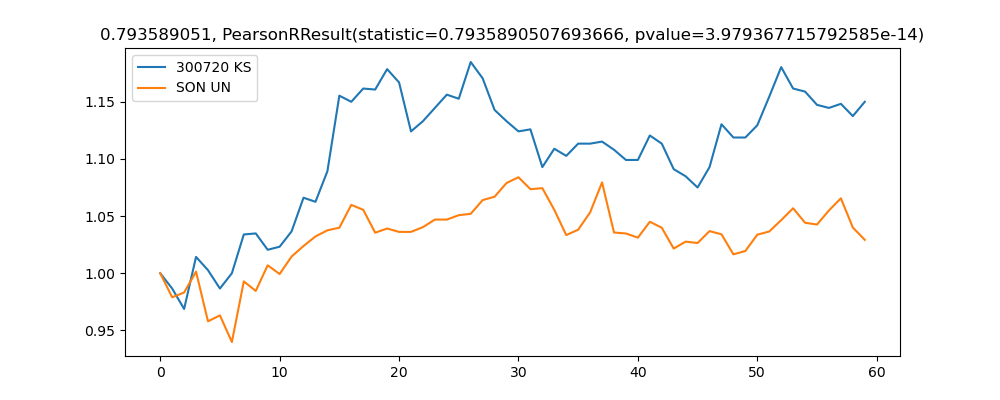 0.793589051, PearsonRResult(statistic=0.7935890507693666, pvalue=3.979367715792585e-14)
300720 KS
SON UN
1.15
1.10
1.05
1.00
0.95
0 10 20 30 40 50 60